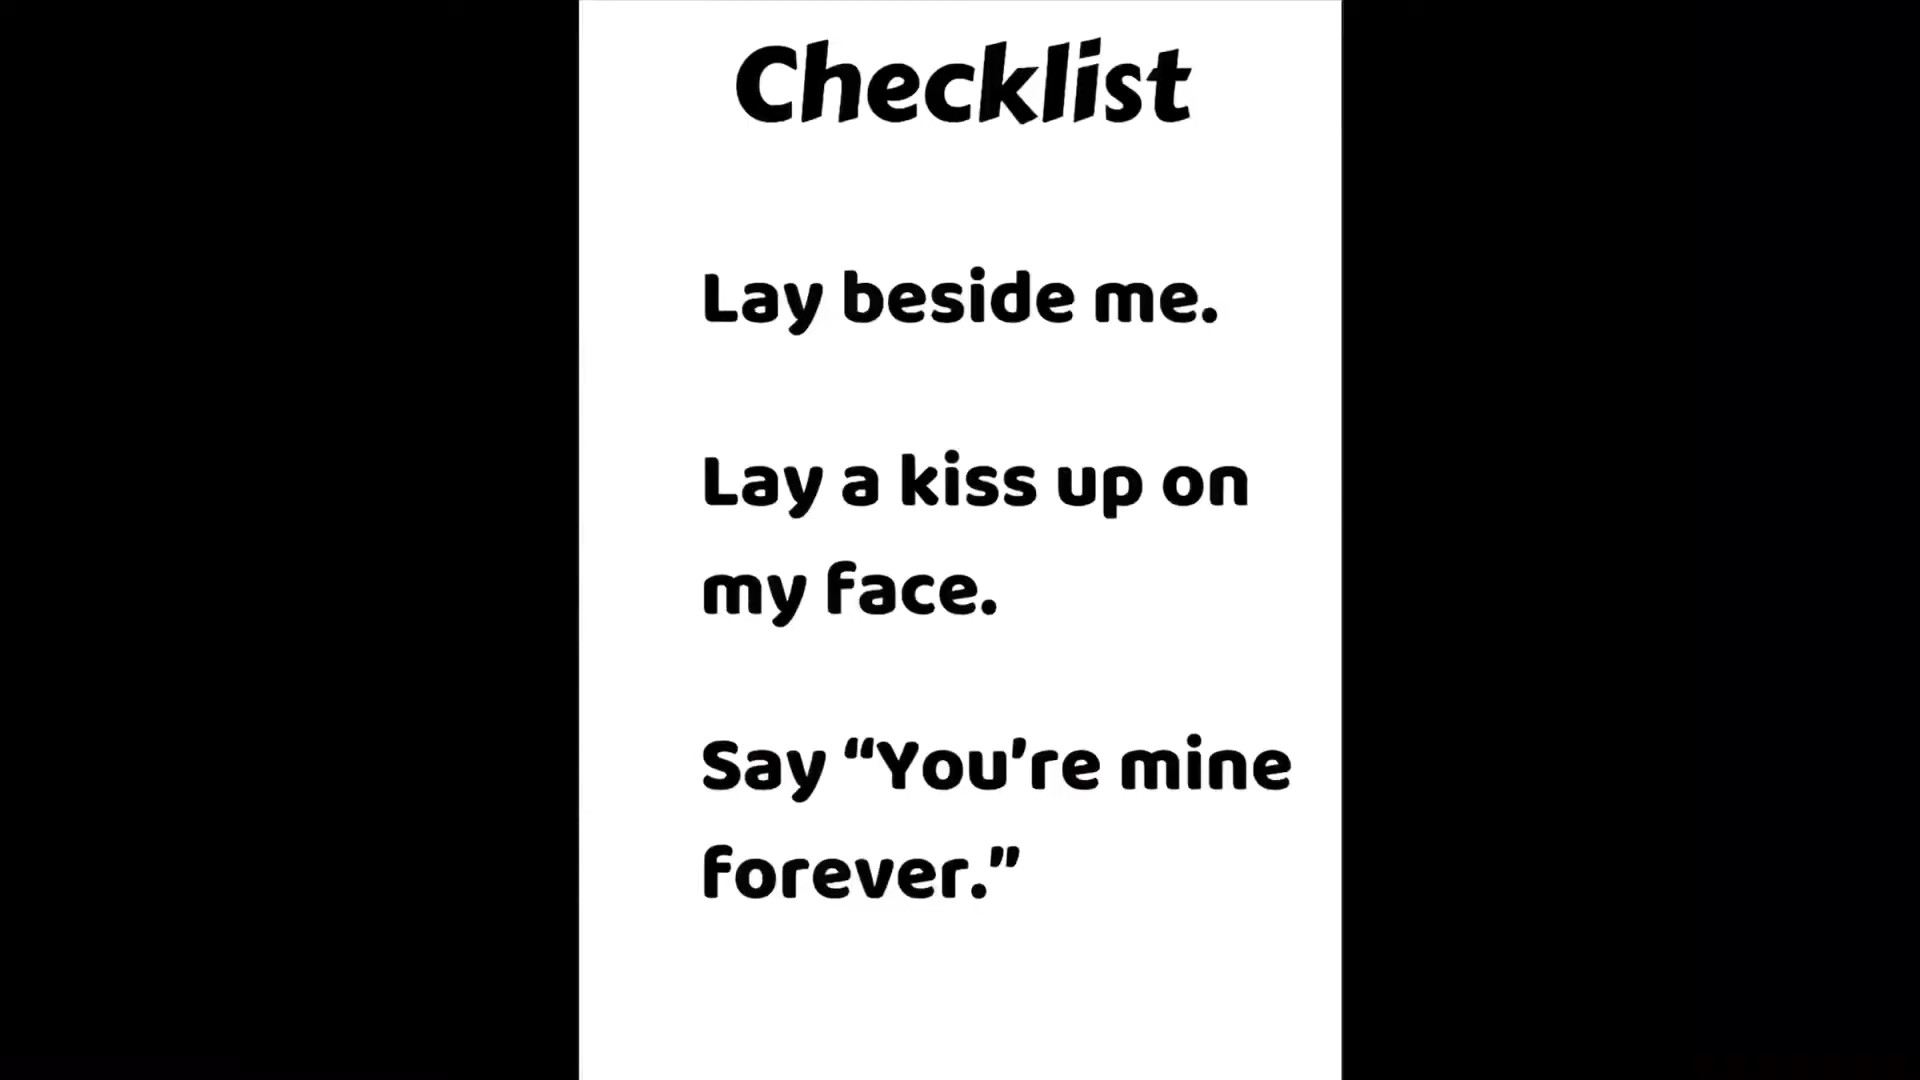 Checklist
Lay beside me.
Lay a kiss up on
my face.
Say “You’re mine
forever.”